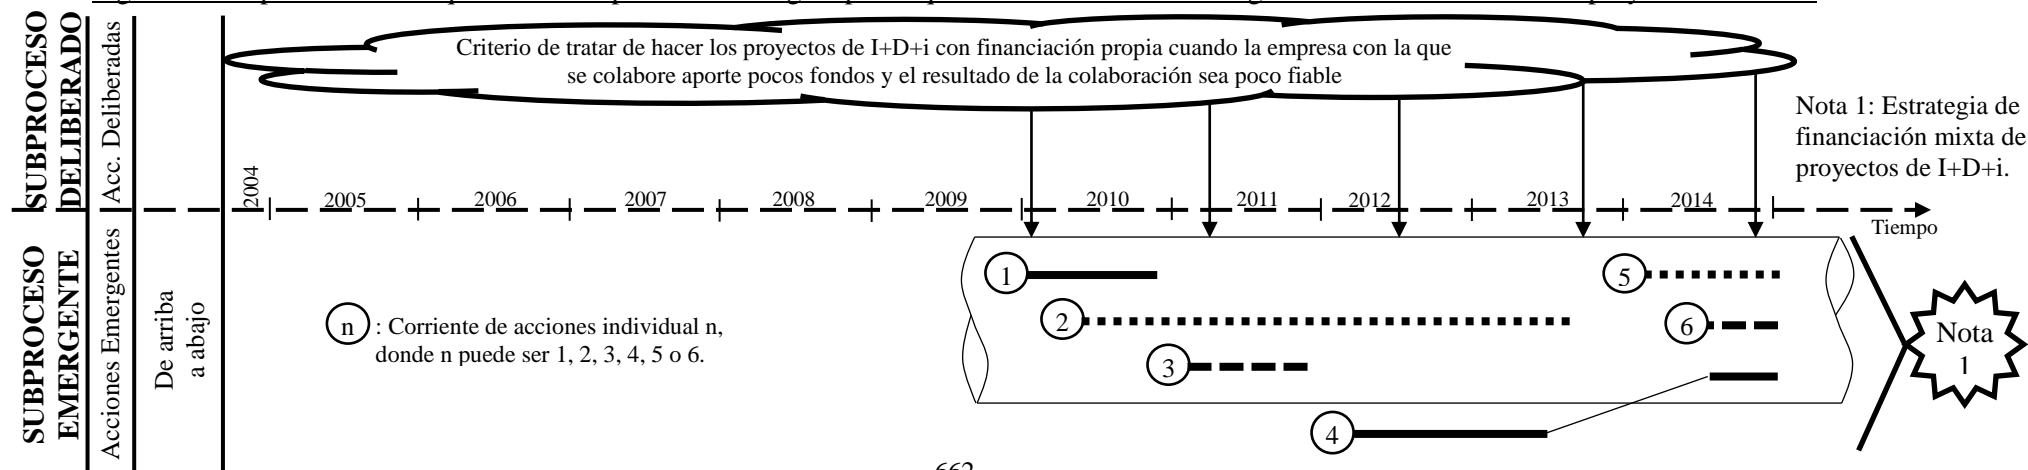 SUBPROCESO
DELIBERADO
Acc. Deliberadas
Criterio de tratar de hacer los proyectos de I+D+i con financiación propia cuando la empresa con la que
se colabore aporte pocos fondos y el resultado de la colaboración sea poco fiable
Nota 1: Estrategia de
financiación mixta de
proyectos de I+D+i.
2004
2005
2006
2007
2008
2009
2010
2011
2012
2013
2014
Tiempo
SUBPROCESO
EMERGENTE
Acciones Emergentes
De arriba
a abajo
n : Corriente de acciones individual n,
donde n puede ser 1, 2, 3, 4, 5 o 6.
1
2
3
4
5
6
Nota
1
662